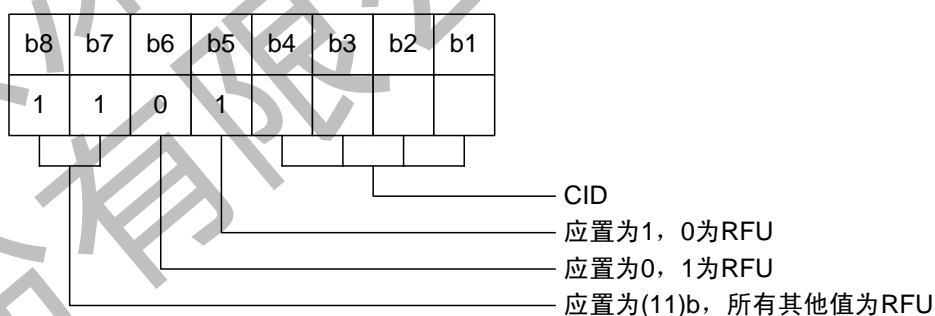 b8 b7 b6 b5 b4 b3 b2 b1
1 1 0 1
CID
应置为1，0为RFU
应置为0，1为RFU
应置为(11)b，所有其他值为RFU